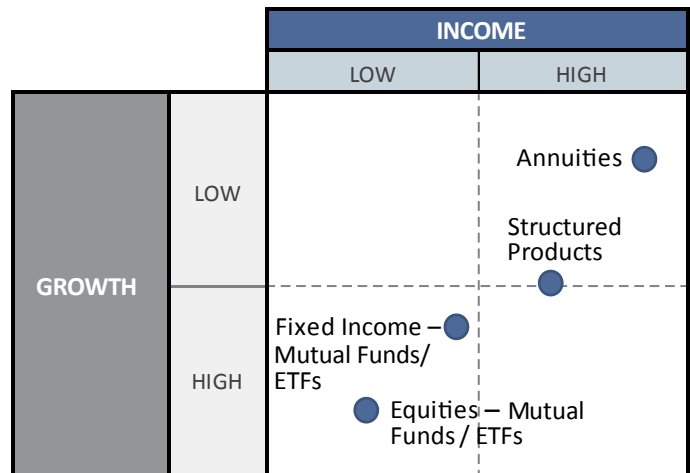 INCOME
LOW
HIGH
GROWTH
LOW
Annuities
Structured
Products
HIGH
Fixed Income –
Mutual Funds/
ETFs
Equities – Mutual
Funds / ETFs